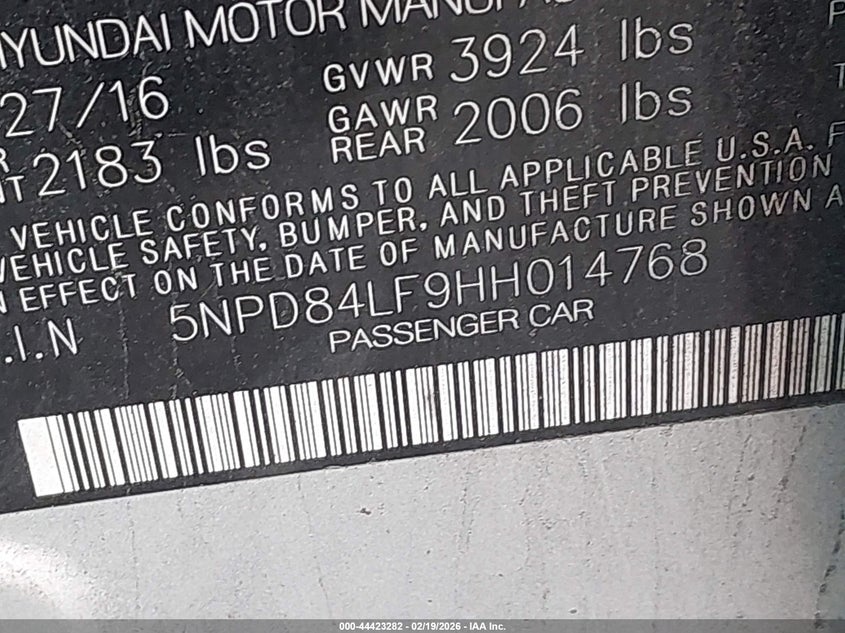 HYUNDAI MOTOR
27/16 GVWR 3924 lbs
2183 lbs GAWR REAR 2006 lbs
VEHICLE CONFORMS TO ALL APPLICABLE U.S.A.
VEHICLE SAFETY, BUMPER, AND THEFT PREVENTION
EFFECT ON THE DATE OF MANUFACTURE SHOWN
.I.N 5NPD84LF9HH014768
PASSENGER CAR
000-44423282 - 02/19/2026 - IAA Inc.